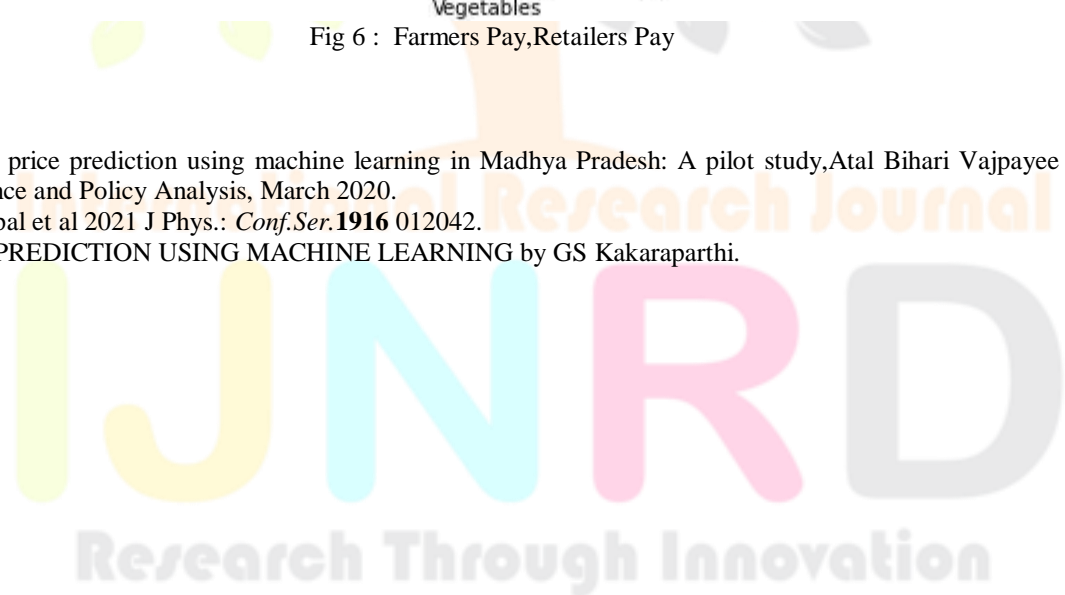 Vegetables
Fig 6 : Farmers Pay,Retailers Pay
price prediction using machine learning in Madhya Pradesh: A pilot study,Atal Bihari Vajpayee
and Policy Analysis, March 2020.
et al 2021 J Phys.: Conf.Ser.1916 012042.
PREDICTION USING MACHINE LEARNING by GS Kakaraparthi.
Research Journal
IJNRD
Research Through Innovation